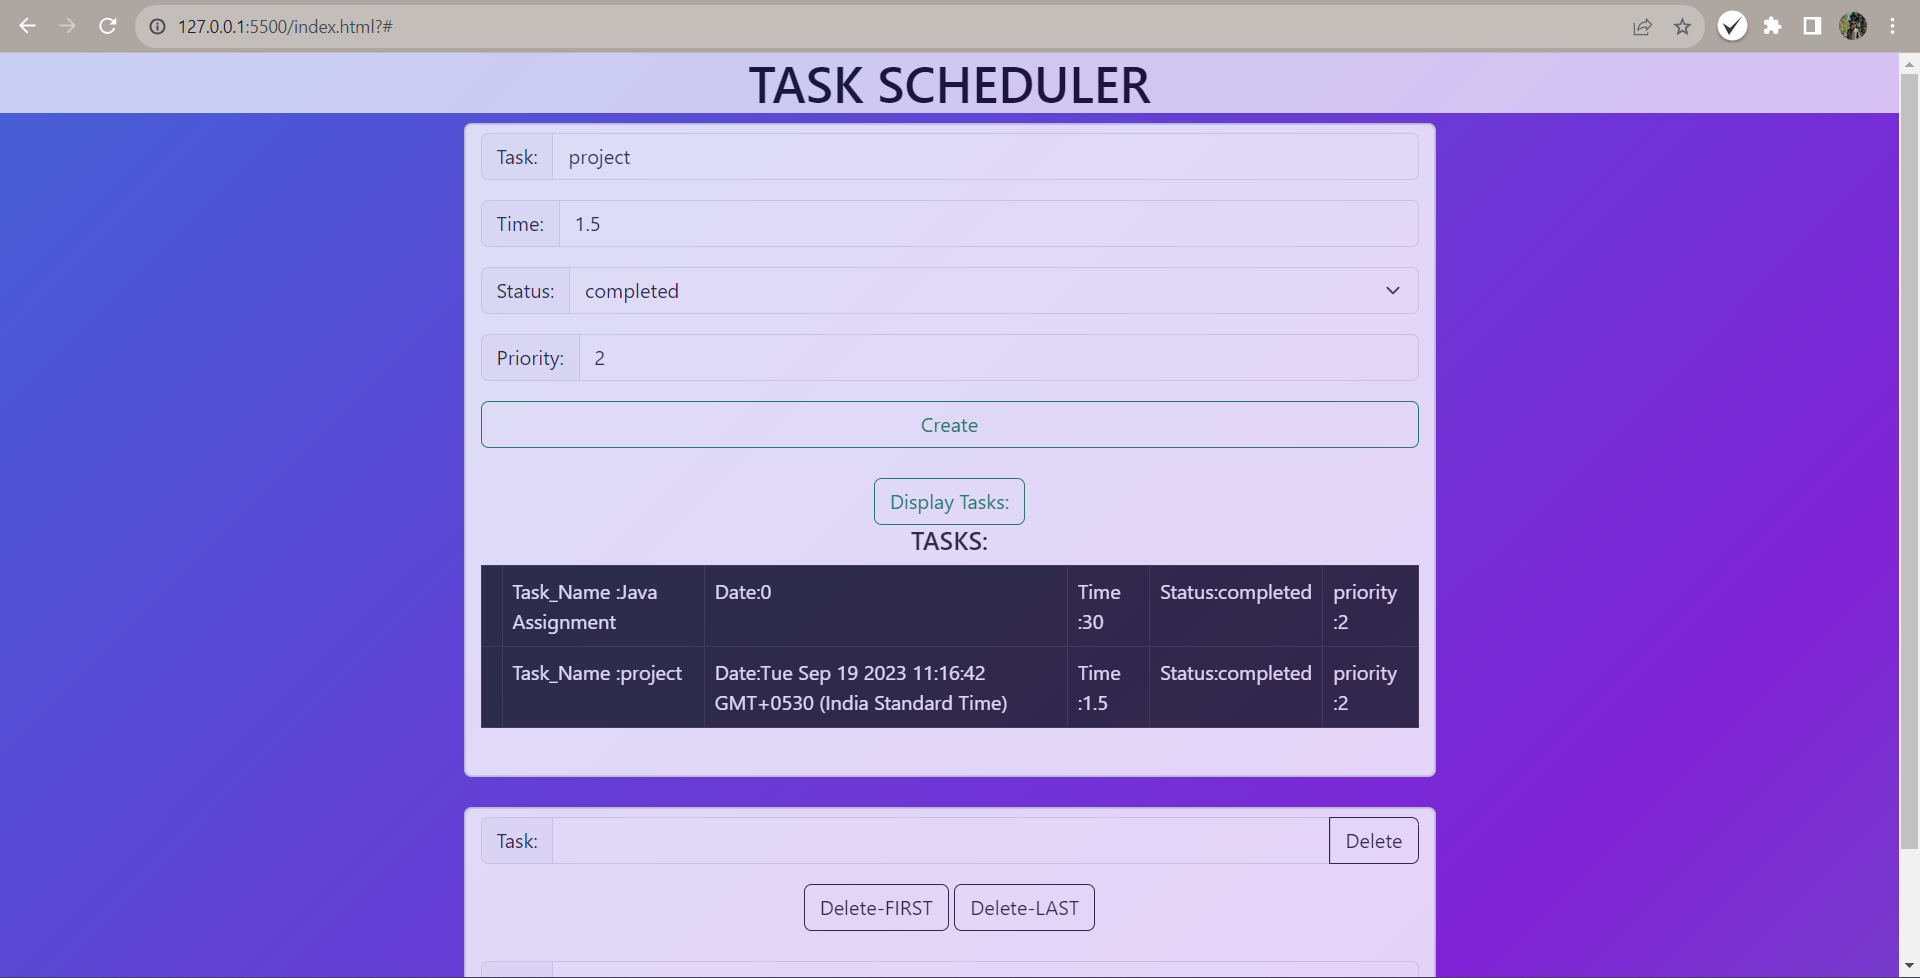 127.0.0.1:5500/index.html?#
TASK SCHEDULER
Task: project
Time: 1.5
Status: completed
Priority: 2
Create
Display Tasks:
TASKS:
Task_Name :Java Assignment Date:0 Time :30 Status:completed priority :2
Task_Name :project Date:Tue Sep 19 2023 11:16:42 GMT+0530 (India Standard Time) Time :1.5 Status:completed priority :2
Task: Delete
Delete-FIRST Delete-LAST